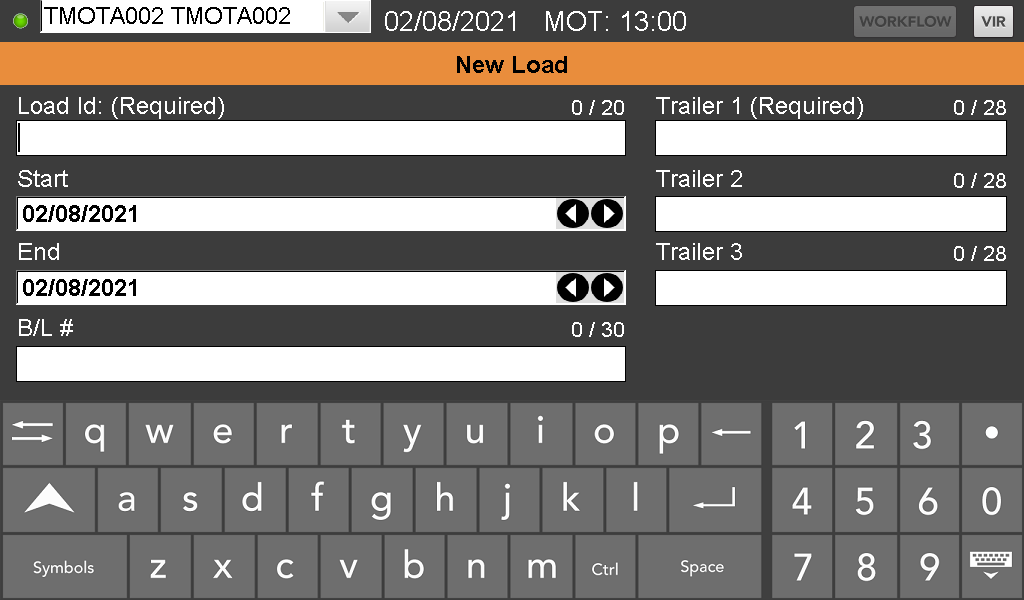 TMOTA002 TMOTA002 02/08/2021 MOT: 13:00 WORKFLOW VIR
New Load
Load Id: (Required) 0 / 20 Trailer 1 (Required) 0 / 28
Start Trailer 2 0 / 28
02/08/2021
End Trailer 3 0 / 28
02/08/2021
B/L # 0 / 30
q w e r t y u i o p 1 2 3 •
a s d f g h j k l 4 5 6 0
Symbols z x c v b n m Ctrl Space 7 8 9